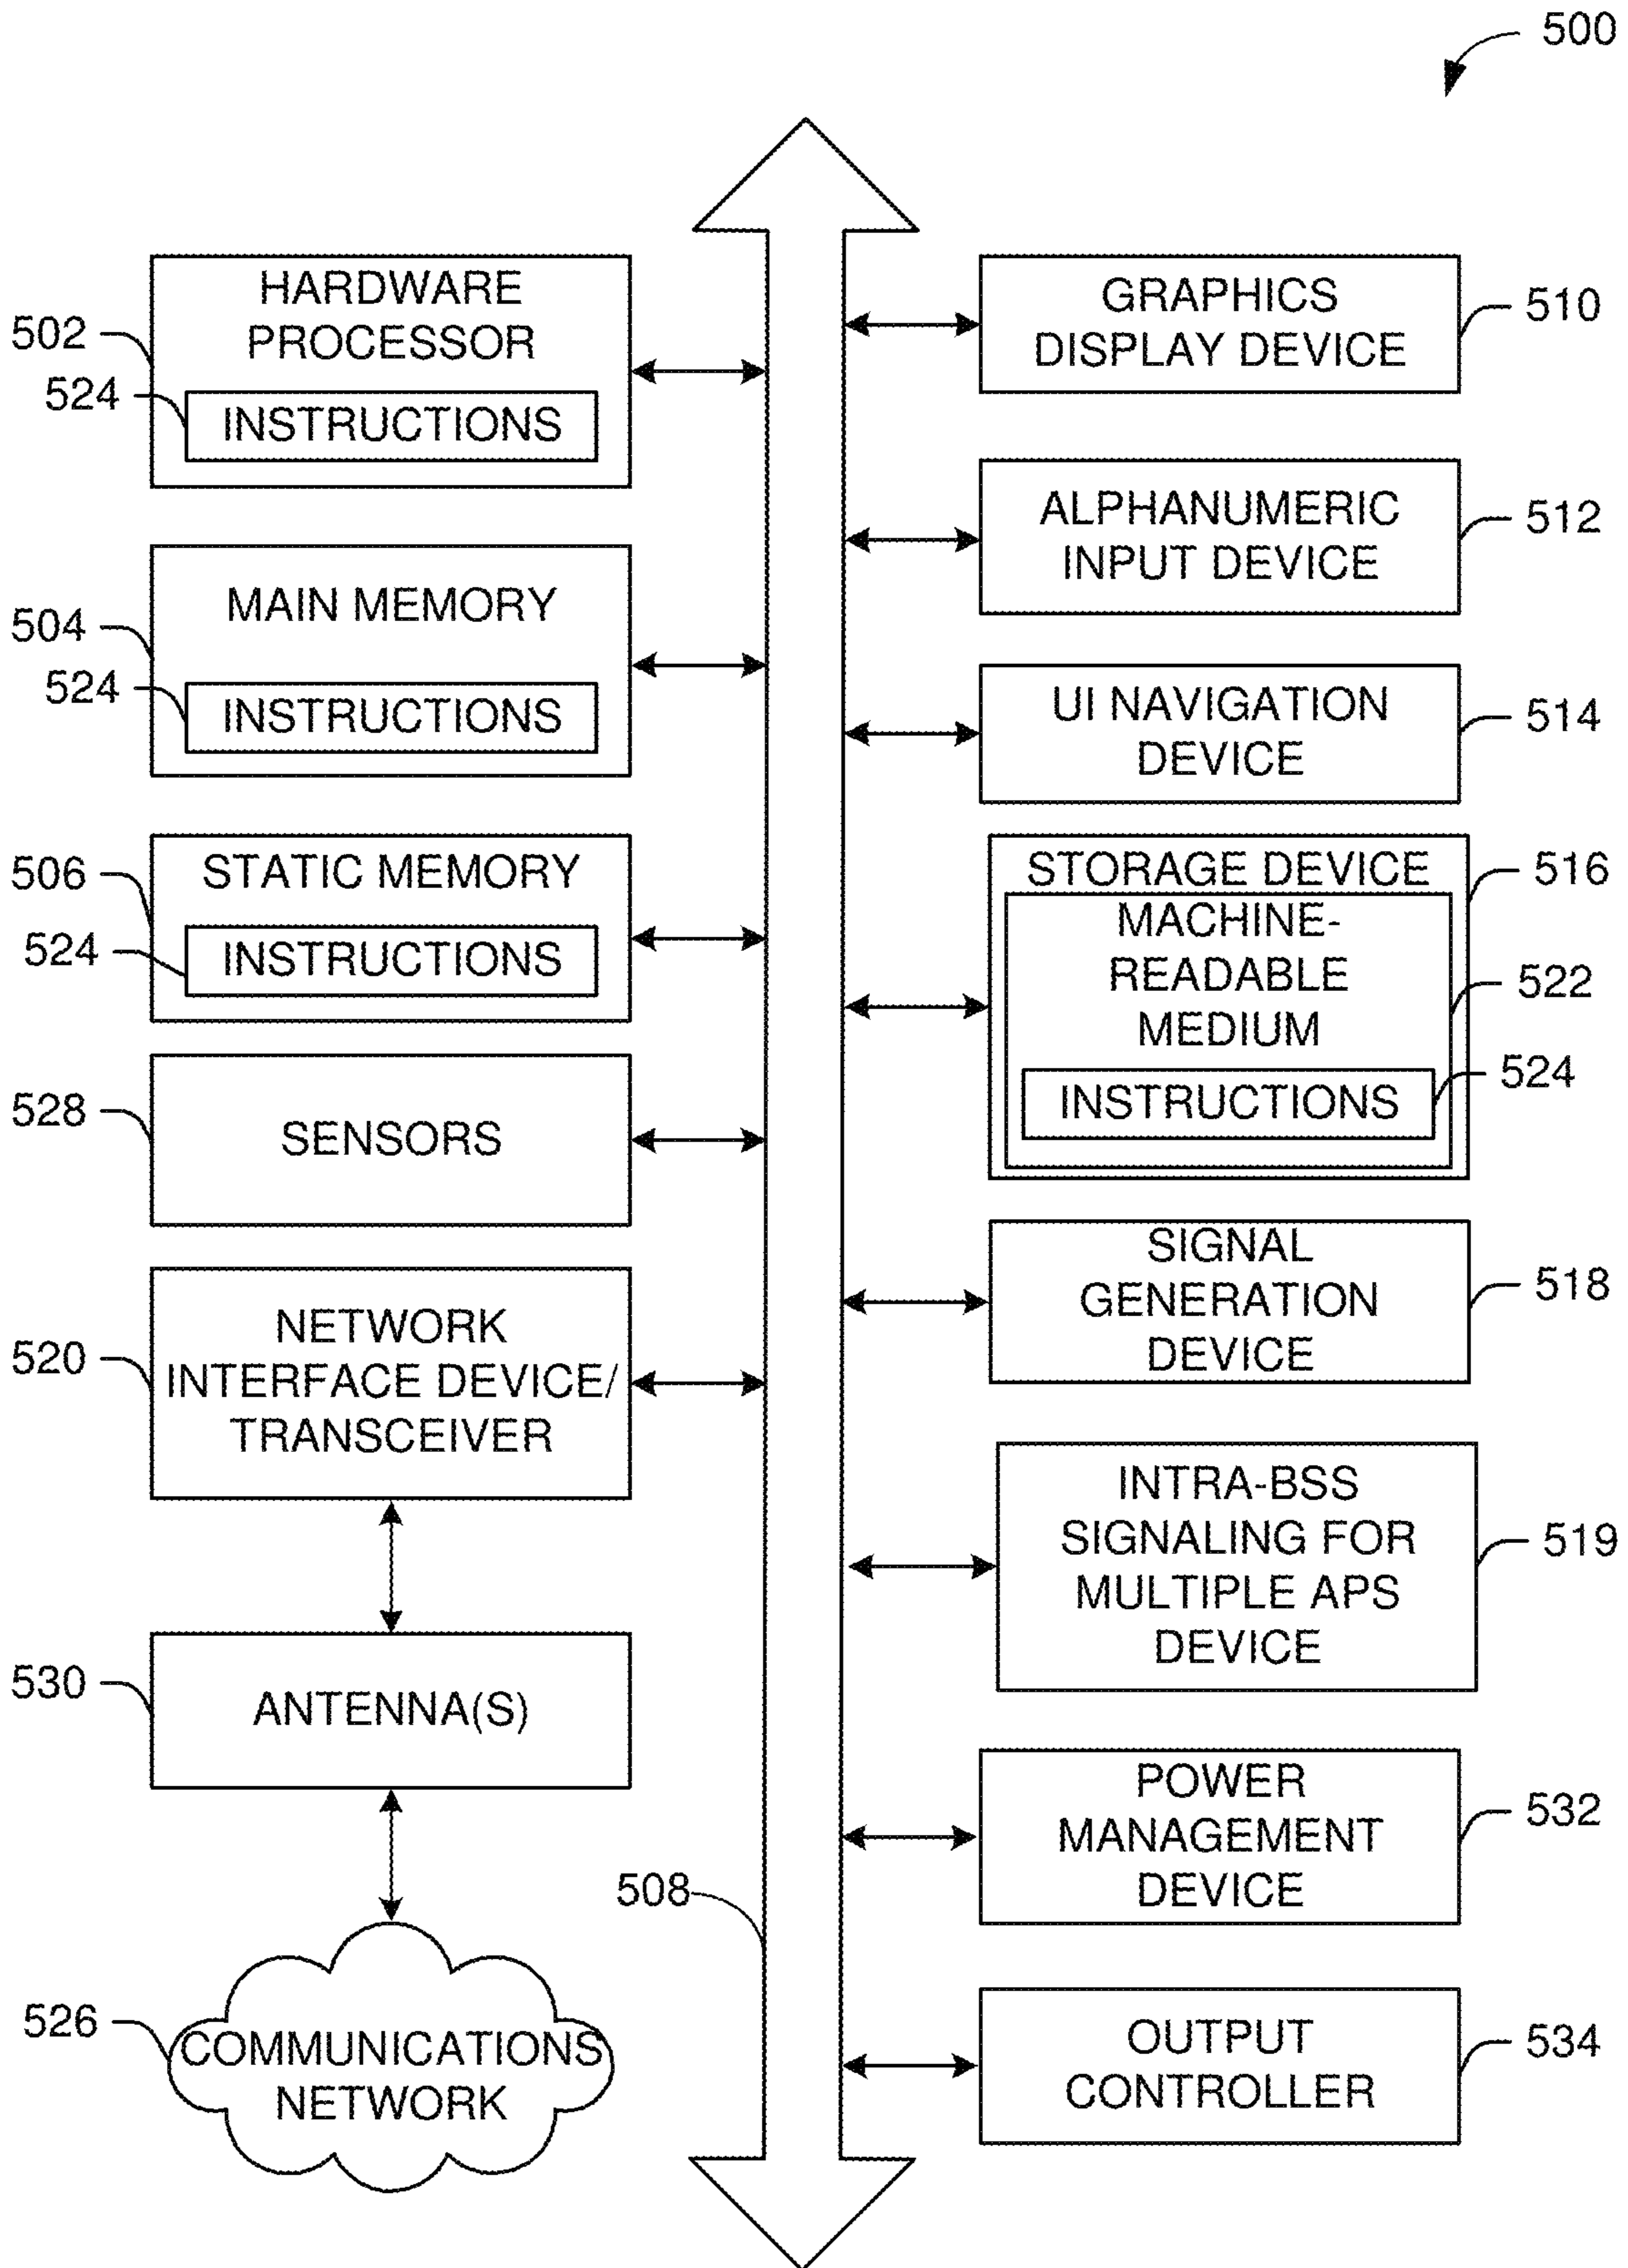 500
HARDWARE
PROCESSOR
502
524
INSTRUCTIONS
MAIN MEMORY
504
524
INSTRUCTIONS
STATIC MEMORY
506
524
INSTRUCTIONS
528
SENSORS
NETWORK
INTERFACE DEVICE/
TRANSCEIVER
520
530
ANTENNA(S)
526
COMMUNICATIONS
NETWORK
508
GRAPHICS
DISPLAY DEVICE
510
ALPHANUMERIC
INPUT DEVICE
512
UI NAVIGATION
DEVICE
514
STORAGE DEVICE
516
MACHINE-
READABLE
MEDIUM
522
INSTRUCTIONS
524
SIGNAL
GENERATION
DEVICE
518
INTRA-BSS
SIGNALING FOR
MULTIPLE APS
DEVICE
519
POWER
MANAGEMENT
DEVICE
532
OUTPUT
CONTROLLER
534